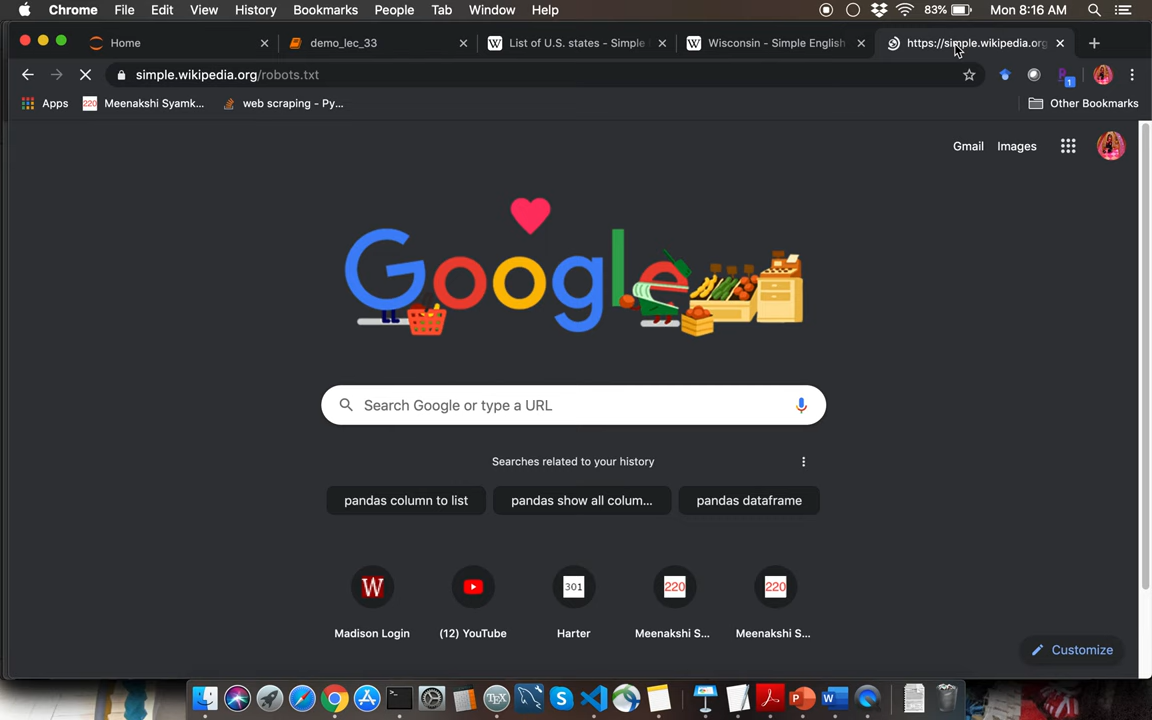 Chrome File Edit View History Bookmarks People Tab Window Help 83% Mon 8:16 AM
Home demo_lec_33 List of U.S. states - Simple Wisconsin - Simple English https://simple.wikipedia.org
simple.wikipedia.org/robots.txt
Apps 220 Meenakshi Syamk... web scraping - Py... Other Bookmarks
Gmail Images
Google
Search Google or type a URL
Searches related to your history
pandas column to list pandas show all colum... pandas dataframe
W 301 220 220
Madison Login (12) YouTube Harter Meenakshi S... Meenakshi S...
Customize